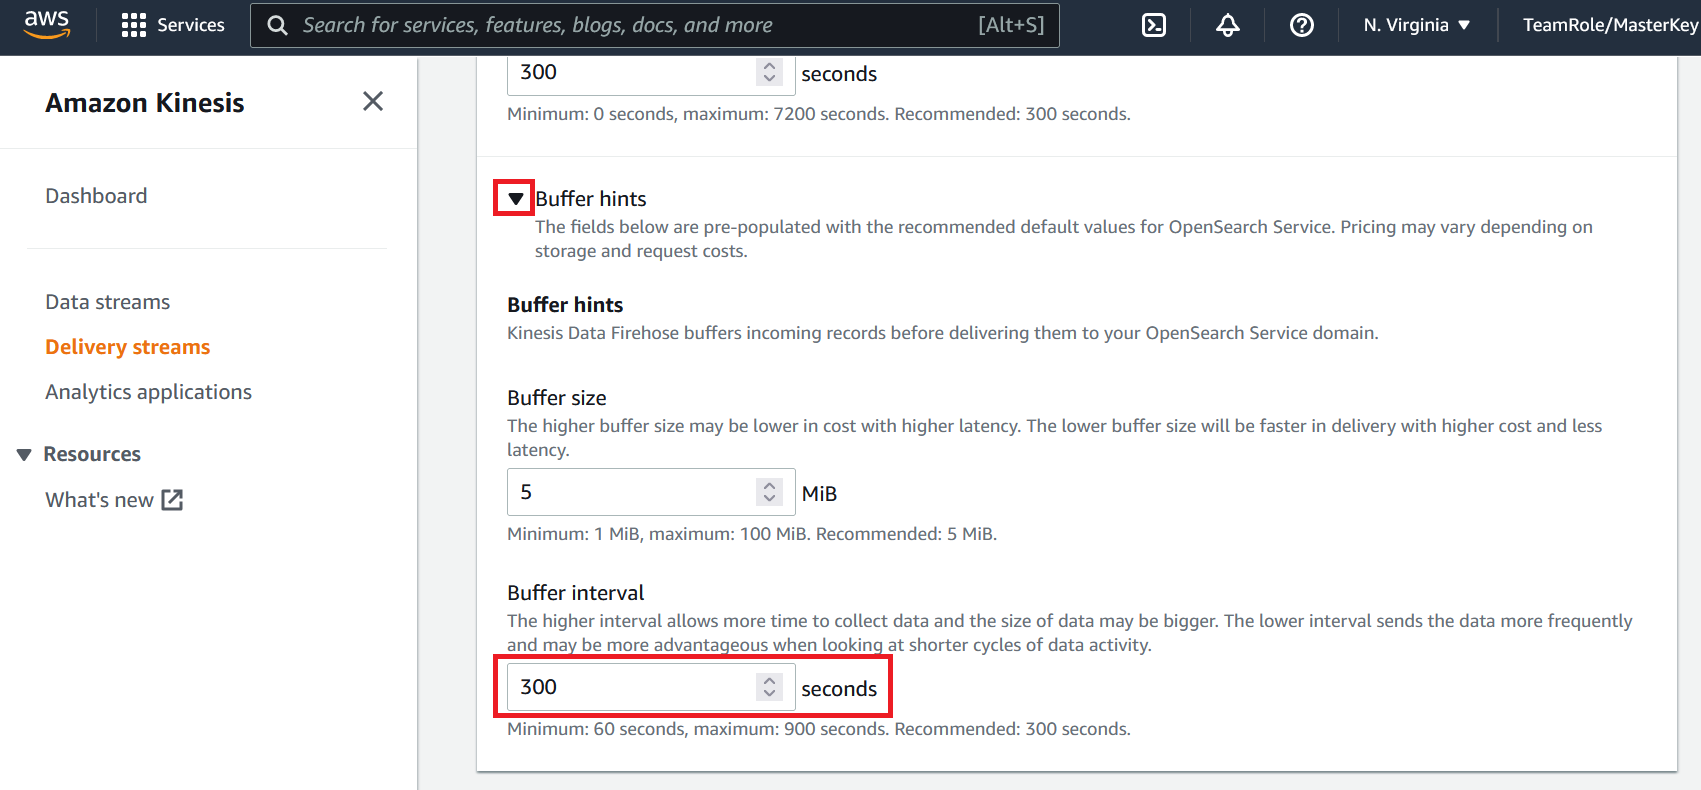 aws
Services
Search for services, features, blogs, docs, and more
[Alt+S]
N. Virginia
TeamRole/MasterKey
Amazon Kinesis
Dashboard
Data streams
Delivery streams
Analytics applications
Resources
What's new
300
seconds
Minimum: 0 seconds, maximum: 7200 seconds. Recommended: 300 seconds.
Buffer hints
The fields below are pre-populated with the recommended default values for OpenSearch Service. Pricing may vary depending on
storage and request costs.
Buffer hints
Kinesis Data Firehose buffers incoming records before delivering them to your OpenSearch Service domain.
Buffer size
The higher buffer size may be lower in cost with higher latency. The lower buffer size will be faster in delivery with higher cost and less
latency.
5
MiB
Minimum: 1 MiB, maximum: 100 MiB. Recommended: 5 MiB.
Buffer interval
The higher interval allows more time to collect data and the size of data may be bigger. The lower interval sends the data more frequently
and may be more advantageous when looking at shorter cycles of data activity.
300
seconds
Minimum: 60 seconds, maximum: 900 seconds. Recommended: 300 seconds.